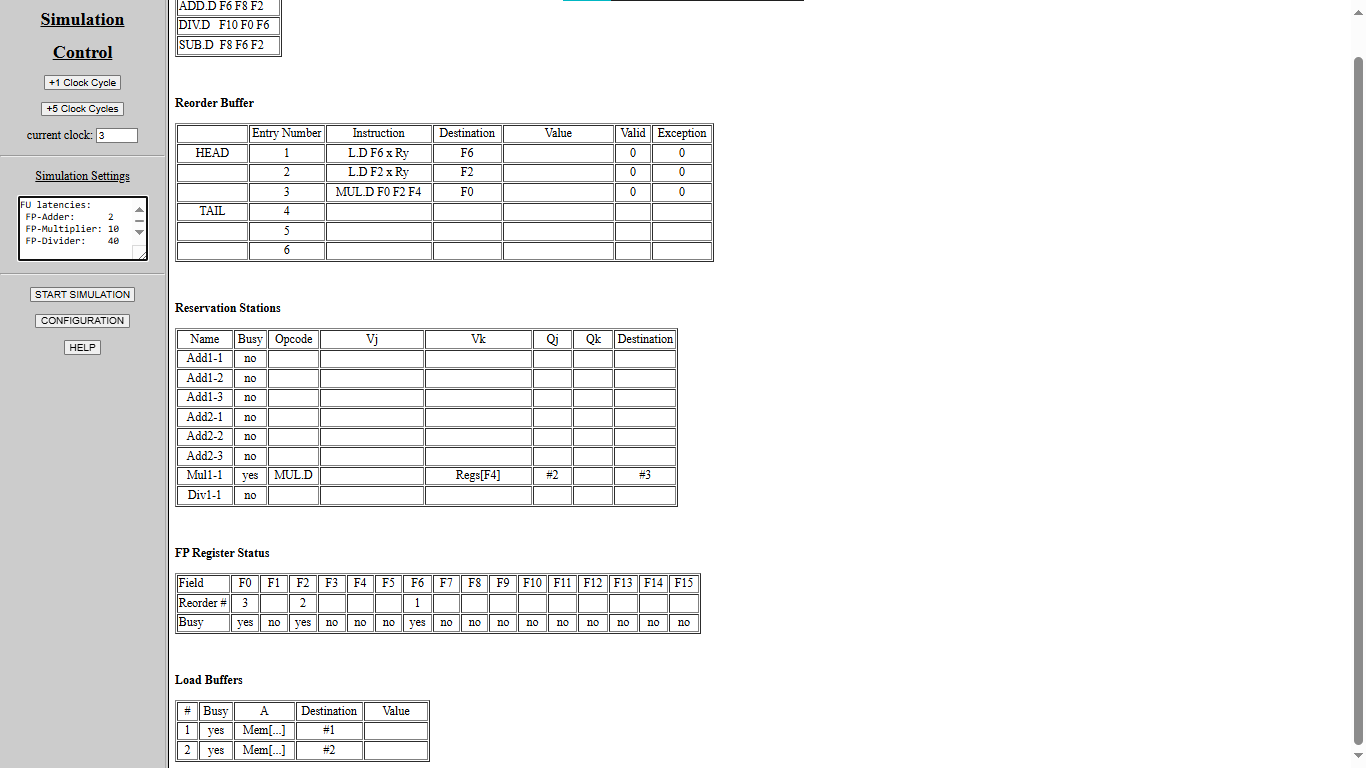 Simulation
Control
+1 Clock Cycle
+5 Clock Cycles
current clock: 3
Simulation Settings
FU latencies:
FP-Adder: 2
FP-Multiplier: 10
FP-Divider: 40
START SIMULATION
CONFIGURATION
HELP
ADD.D F6 F8 F2
DIV.D F10 F0 F6
SUB.D F8 F6 F2
Reorder Buffer
Entry Number Instruction Destination Value Valid Exception
HEAD 1 L.D F6 x Ry F6 0 0
2 L.D F2 x Ry F2 0 0
3 MUL.D F0 F2 F4 F0 0 0
TAIL 4
5
6
Reservation Stations
Name Busy Opcode Vj Vk Qj Qk Destination
Add1-1 no
Add1-2 no
Add1-3 no
Add2-1 no
Add2-2 no
Add2-3 no
Mul1-1 yes MUL.D Regs[F4] #2 #3
Div1-1 no
FP Register Status
Field F0 F1 F2 F3 F4 F5 F6 F7 F8 F9 F10 F11 F12 F13 F14 F15
Reorder # 3 2 1
Busy yes no yes no no no yes no no no no no no no no no
Load Buffers
# Busy A Destination Value
1 yes Mem[...] #1
2 yes Mem[...] #2